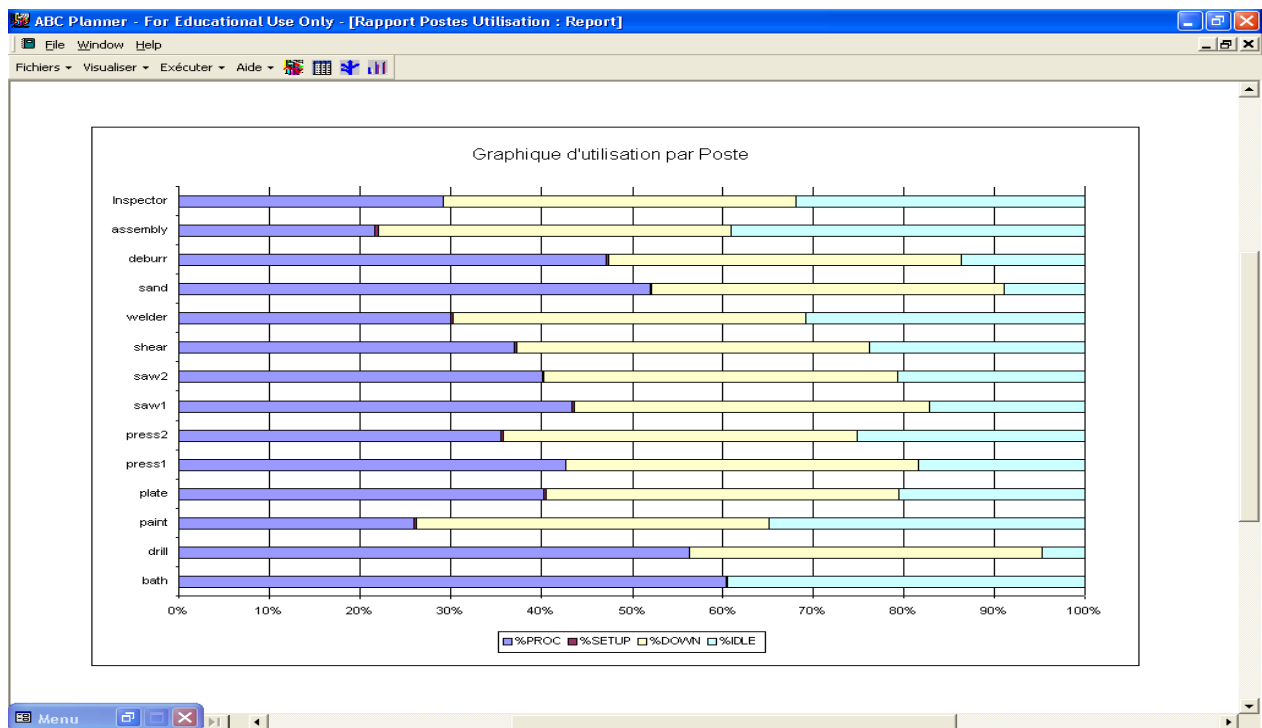 ABC Planner - For Educational Use Only - [Rapport Postes Utilisation : Report]
File Window Help
Fichiers Visualiser Exécuter Aide
Graphique d'utilisation par Poste
Inspector
assembly
deburr
sand
welder
shear
saw2
saw1
press2
press1
plate
paint
drill
bath
0% 10% 20% 30% 40% 50% 60% 70% 80% 90% 100%
%PROC %SETUP %DOWN %IDLE
Menu